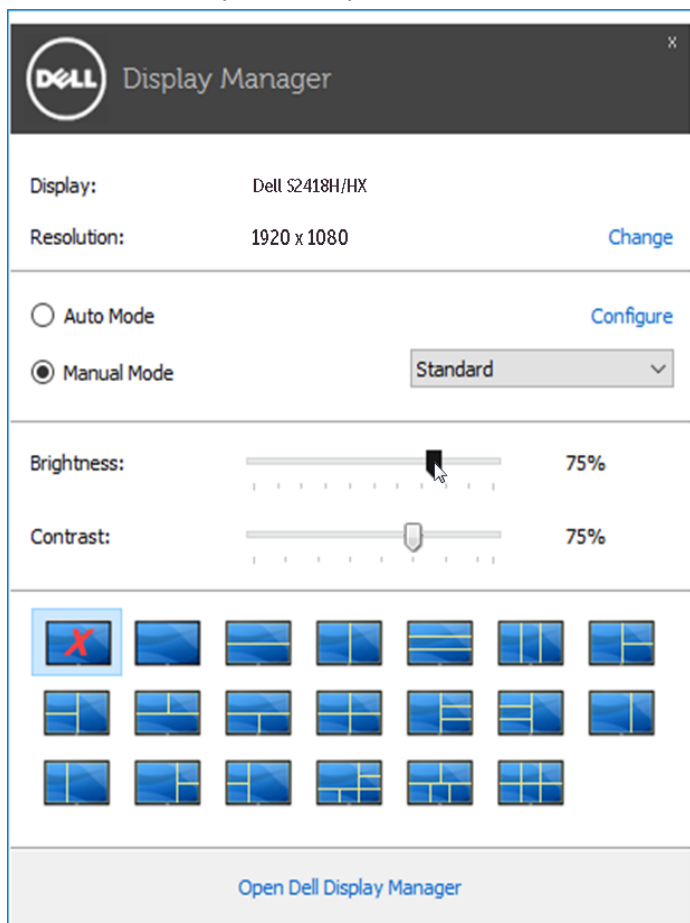 DELL Display Manager x
Display: Dell S2418H/HX
Resolution: 1920 x 1080 Change
Auto Mode Configure
Manual Mode Standard
Brightness: 75%
Contrast: 75%
Open Dell Display Manager